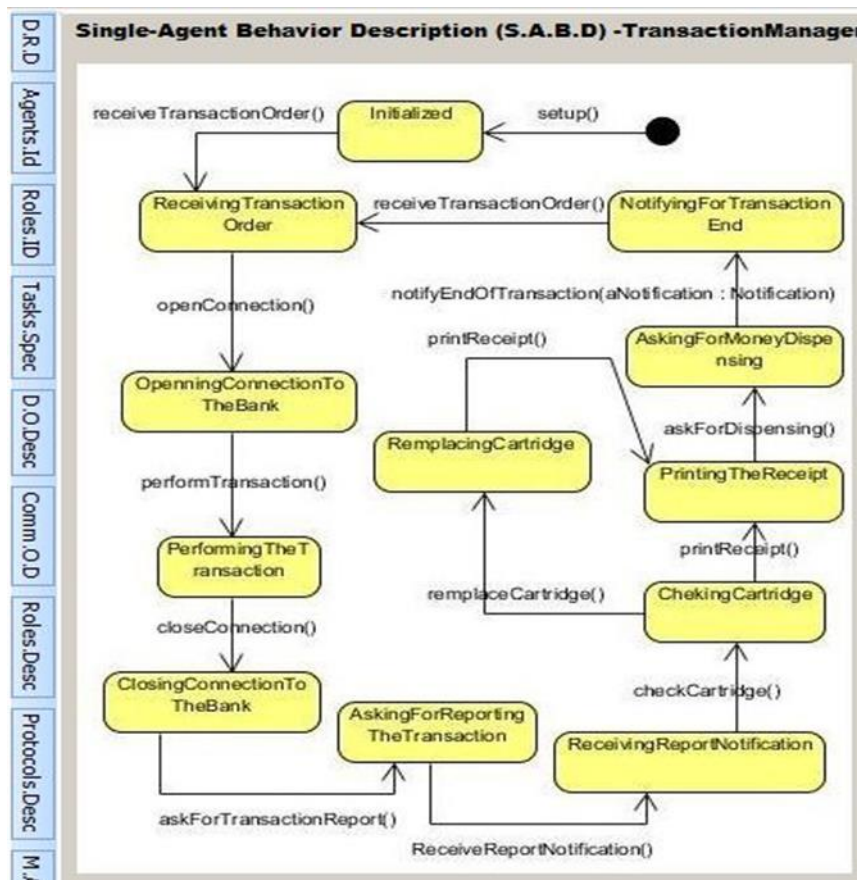 Single-Agent Behavior Description (S.A.B.D) -TransactionManager
D.R.D
Agents.Id
Roles.ID
Tasks.Spec
D.O.Desc
Comm.O.D
Roles.Desc
Protocols.Desc
M.A
receiveTransactionOrder()
Initialized
setup()
ReceivingTransaction
Order
receiveTransactionOrder()
NotifyingForTransaction
End
openConnection()
notifyEndOfTransaction(aNotification : Notification)
printReceipt()
AskingForMoneyDispe
nsing
OpenningConnectionTo
TheBank
RemplacingCartridge
askForDispensing()
PrintingTheReceipt
performTransaction()
PerformingTheT
ransaction
printReceipt()
remplaceCartridge()
ChekingCartridge
closeConnection()
ClosingConnectionTo
TheBank
checkCartridge()
AskingForReporting
TheTransaction
ReceivingReportNotification
askForTransactionReport()
ReceiveReportNotification()